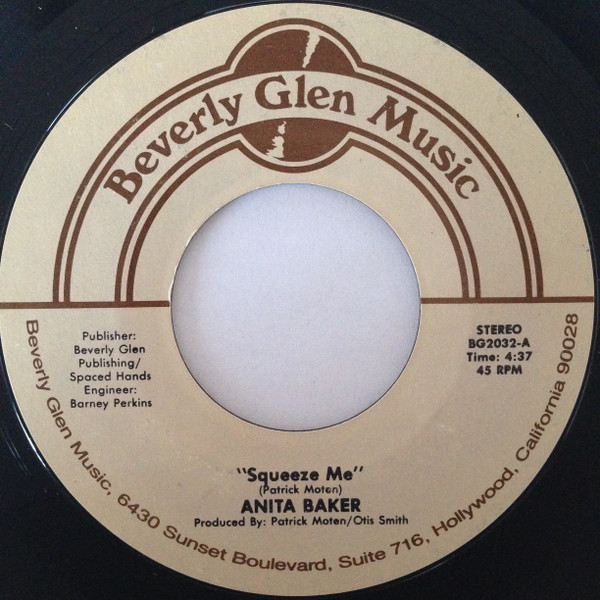 Beverly Glen Music
Publisher:
Beverly Glen
Publishing/
Spaced Hands
Engineer:
Barney Perkins
STEREO
BG2032-A
Time: 4:37
45 RPM
"Squeeze Me"
(Patrick Moten)
ANITA BAKER
Produced By: Patrick Moten/Otis Smith
Beverly Glen Music, 6430 Sunset Boulevard, Suite 716, Hollywood, California 90028